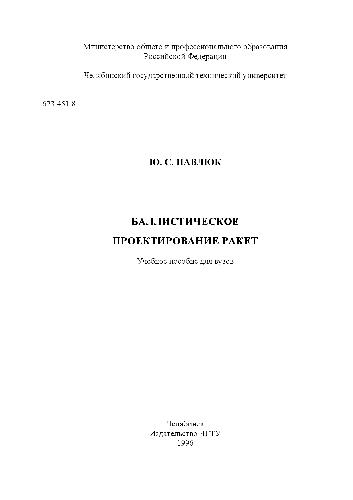 Министерство общего и профессионального образования
Российской Федерации
Челябинский государственный технический университет
623.451.8
Ю. С. ПАВЛЮК
БАЛЛИСТИЧЕСКОЕ
ПРОЕКТИРОВАНИЕ РАКЕТ
Учебное пособие для вузов
Челябинск
Издательство ЧГТУ
1996